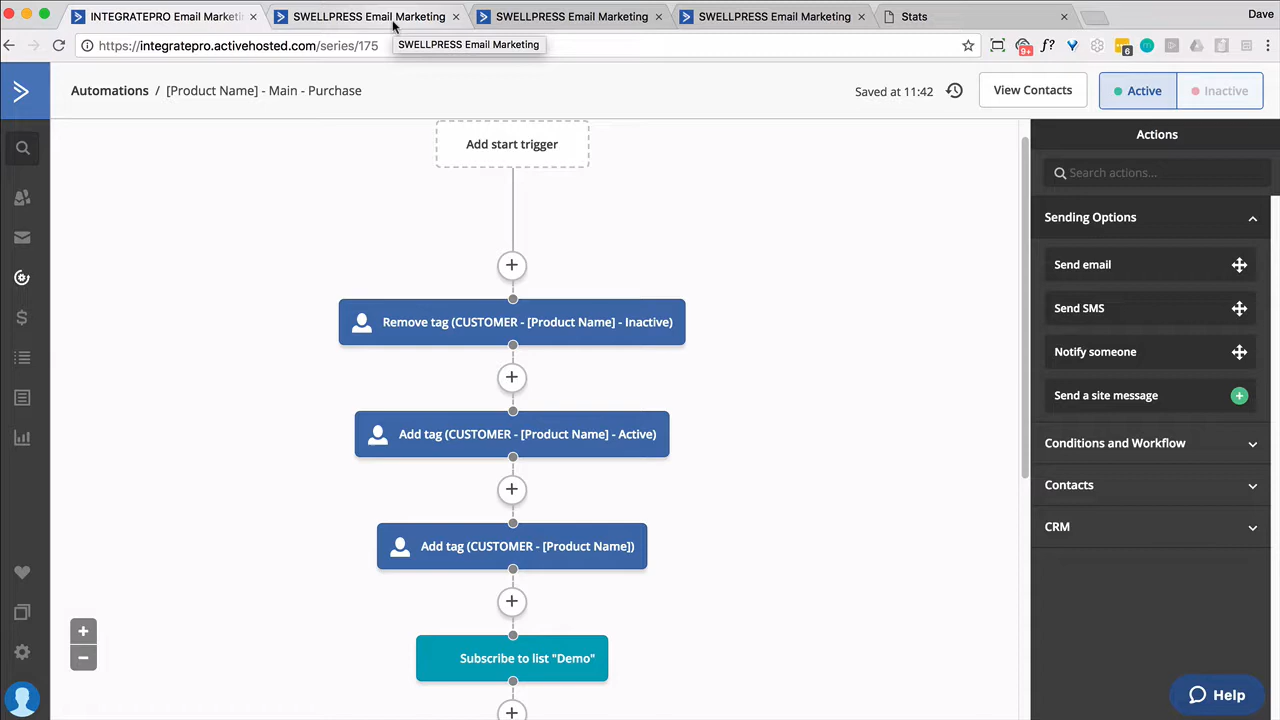 INTEGRATEPRO Email Marketin
SWELLPRESS Email Marketing
SWELLPRESS Email Marketing
SWELLPRESS Email Marketing
Stats
Dave
https://integratepro.activehosted.com/series/175
SWELLPRESS Email Marketing
9+
f?
6
Automations / [Product Name] - Main - Purchase
Saved at 11:42
View Contacts
Active
Inactive
Add start trigger
Remove tag (CUSTOMER - [Product Name] - Inactive)
Add tag (CUSTOMER - [Product Name] - Active)
Add tag (CUSTOMER - [Product Name])
Subscribe to list "Demo"
Actions
Search actions...
Sending Options
Send email
Send SMS
Notify someone
Send a site message
Conditions and Workflow
Contacts
CRM
Help